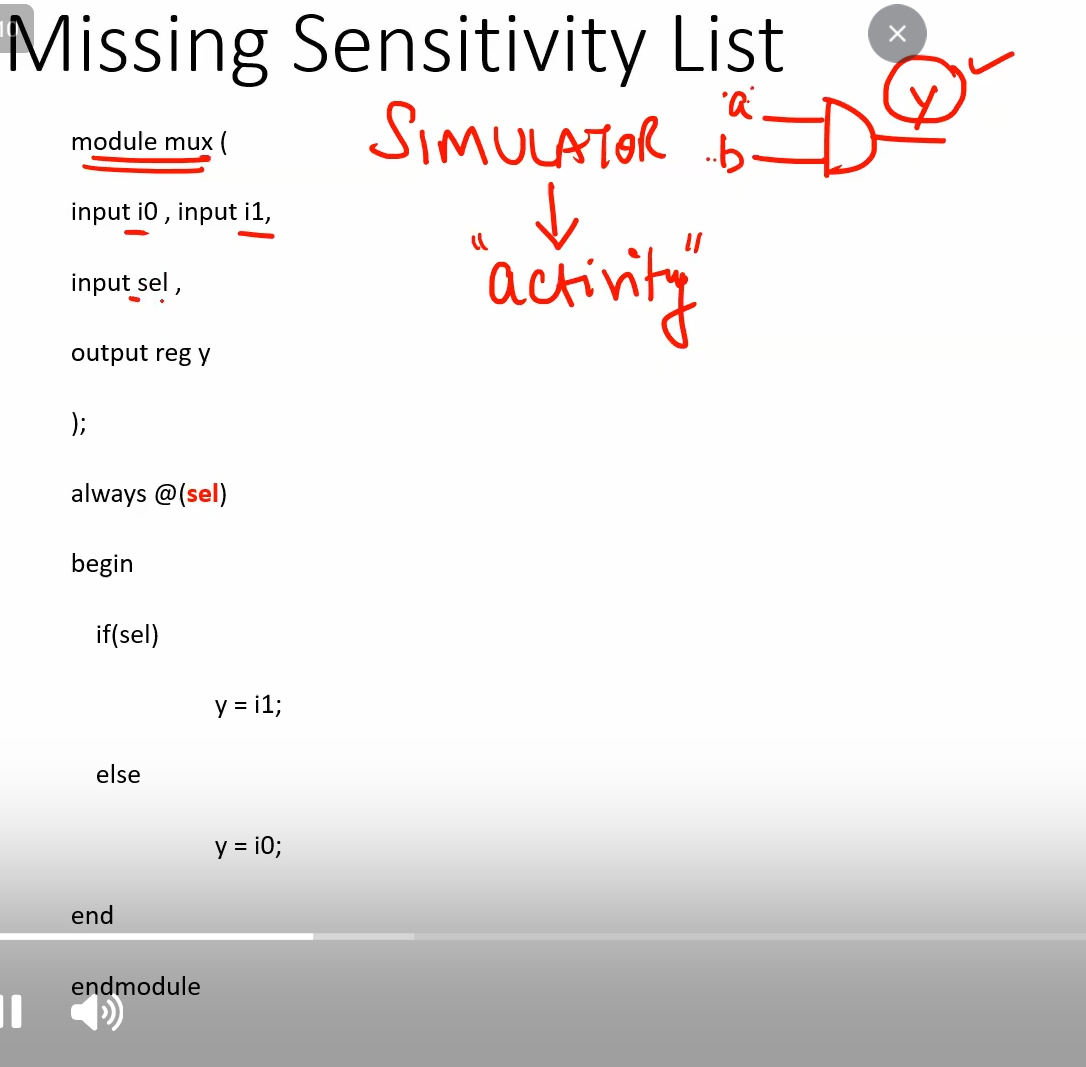 Missing Sensitivity List
module mux (
input i0 , input i1,
input sel ,
output reg y
);
always @(sel)
begin
if(sel)
y = i1;
else
y = i0;
end
endmodule
SIMULATOR
"activity"
a
b
y